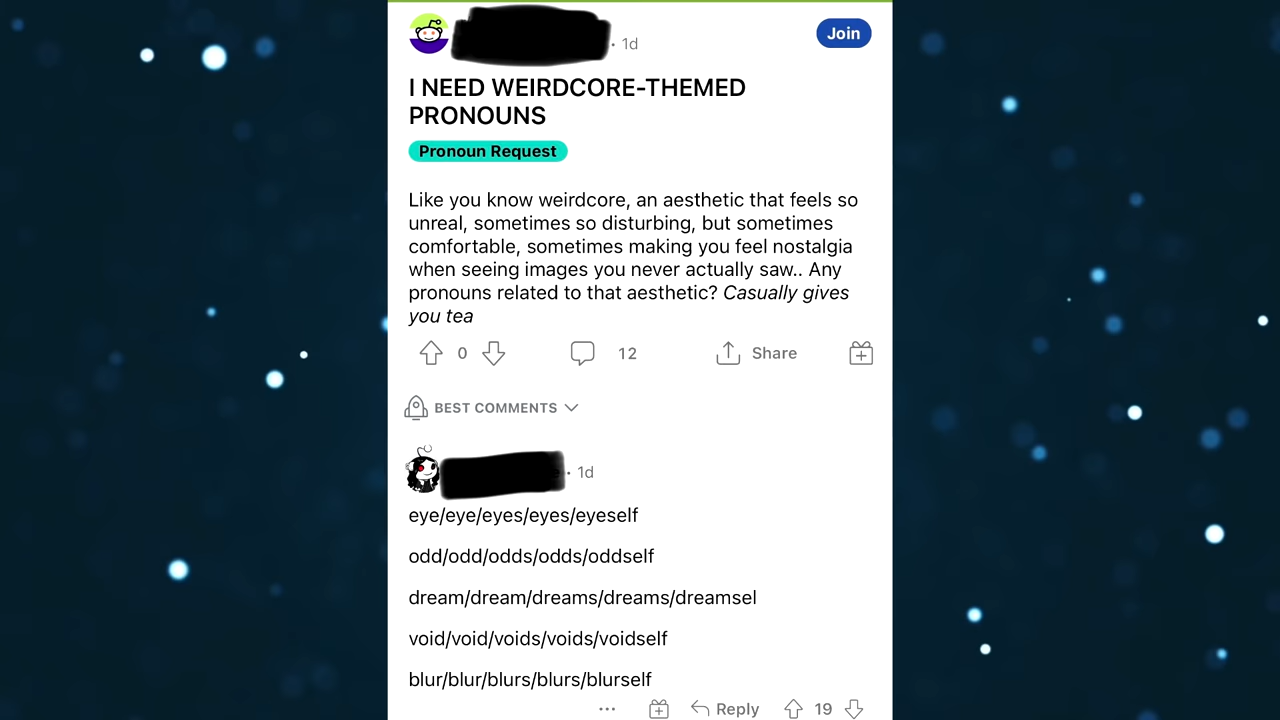 · 1d
Join
I NEED WEIRDCORE-THEMED
PRONOUNS
Pronoun Request
Like you know weirdcore, an aesthetic that feels so
unreal, sometimes so disturbing, but sometimes
comfortable, sometimes making you feel nostalgia
when seeing images you never actually saw.. Any
pronouns related to that aesthetic? Casually gives
you tea
0
12
Share
BEST COMMENTS
· 1d
eye/eye/eyes/eyes/eyeself
odd/odd/odds/odds/oddself
dream/dream/dreams/dreams/dreamsel
void/void/voids/voids/voidself
blur/blur/blurs/blurs/blurself
... Reply 19